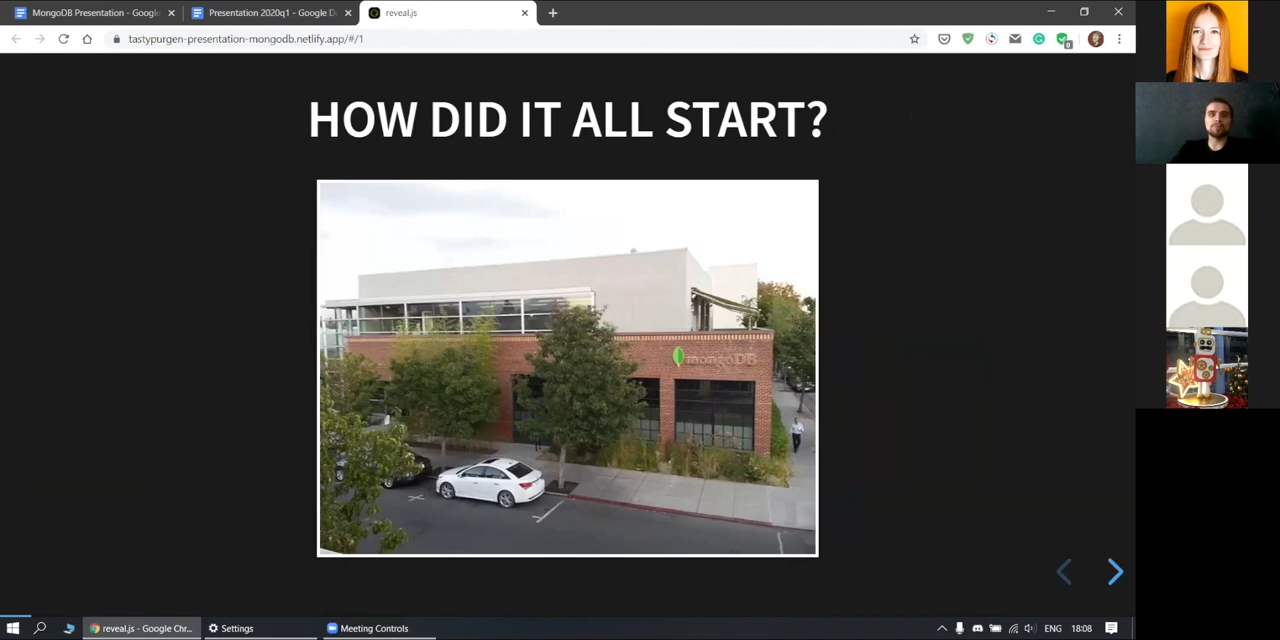 MongoDB Presentation - Google
Presentation 2020q1 - Google D
reveal.js
tastypurgen-presentation-mongodb.netlify.app/#/1
HOW DID IT ALL START?
mongoDB
reveal.js - Google Chr...
Settings
Meeting Controls
ENG
18:08